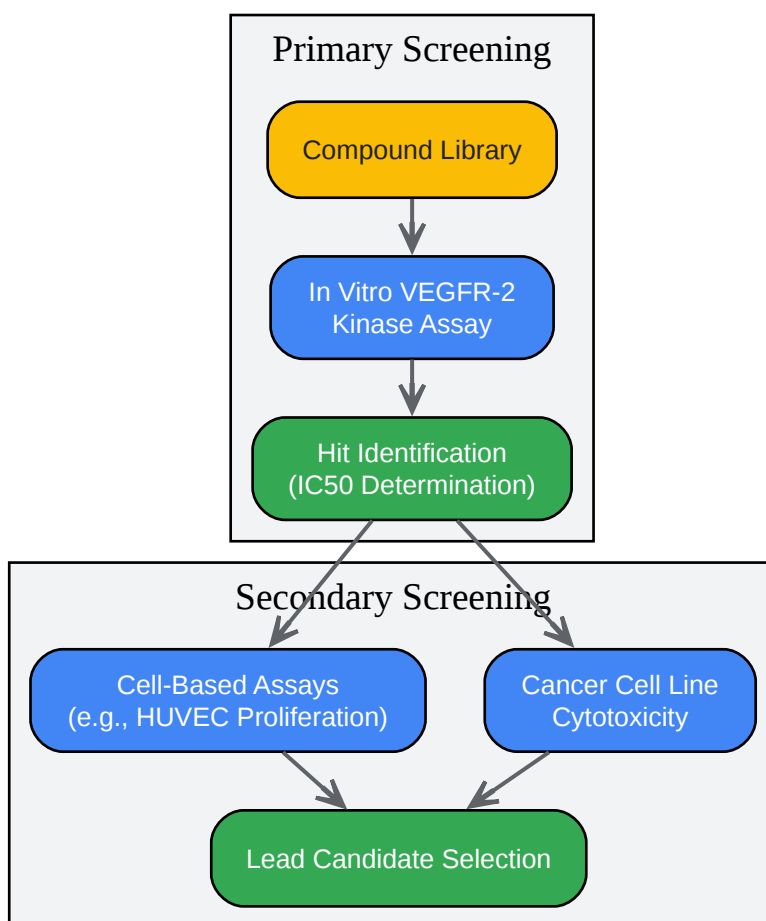 Primary Screening
Compound Library
In Vitro VEGFR-2
Kinase Assay
Hit Identification
(IC50 Determination)
Secondary Screening
Cell-Based Assays
(e.g., HUVEC Proliferation)
Cancer Cell Line
Cytotoxicity
Lead Candidate Selection